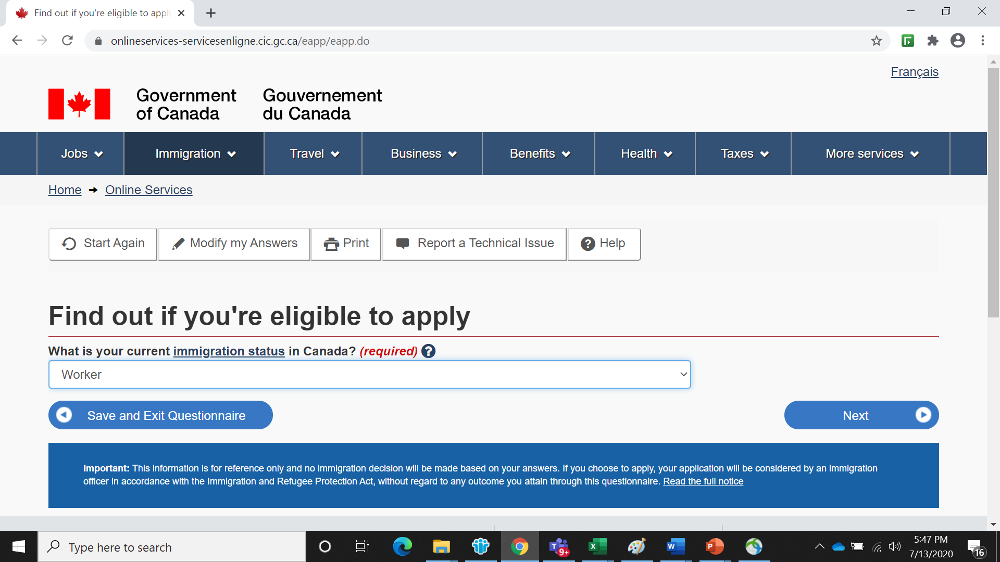 Find out if you're eligible to appl
onlineservices-servicesenligne.cic.gc.ca/eapp/eapp.do
Français
Government Gouvernement
of Canada du Canada
Jobs Immigration Travel Business Benefits Health Taxes More services
Home Online Services
Start Again Modify my Answers Print Report a Technical Issue ? Help
Find out if you're eligible to apply
What is your current immigration status in Canada? (required) ?
Worker
Save and Exit Questionnaire Next
Important: This information is for reference only and no immigration decision will be made based on your answers. If you choose to apply, your application will be considered by an immigration
officer in accordance with the Immigration and Refugee Protection Act, without regard to any outcome you attain through this questionnaire. Read the full notice
Type here to search
T 9+ X W P
5:47 PM
7/13/2020
16